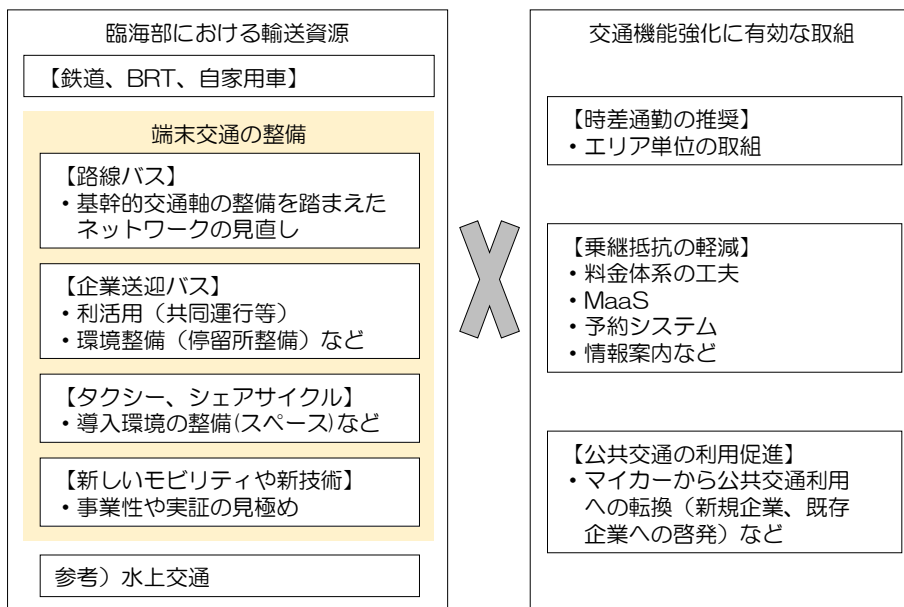 臨海部における輸送資源
【鉄道、BRT、自家用車】
端末交通の整備
【路線バス】
・基幹的交通軸の整備を踏まえた
ネットワークの見直し
【企業送迎バス】
・利活用（共同運行等）
・環境整備（停留所整備）など
【タクシー、シェアサイクル】
・導入環境の整備(スペース)など
【新しいモビリティや新技術】
・事業性や実証の見極め
参考）水上交通
交通機能強化に有効な取組
【時差通勤の推奨】
・エリア単位の取組
【乗継抵抗の軽減】
・料金体系の工夫
・MaaS
・予約システム
・情報案内など
【公共交通の利用促進】
・マイカーから公共交通利用
への転換（新規企業、既存
企業への啓発）など